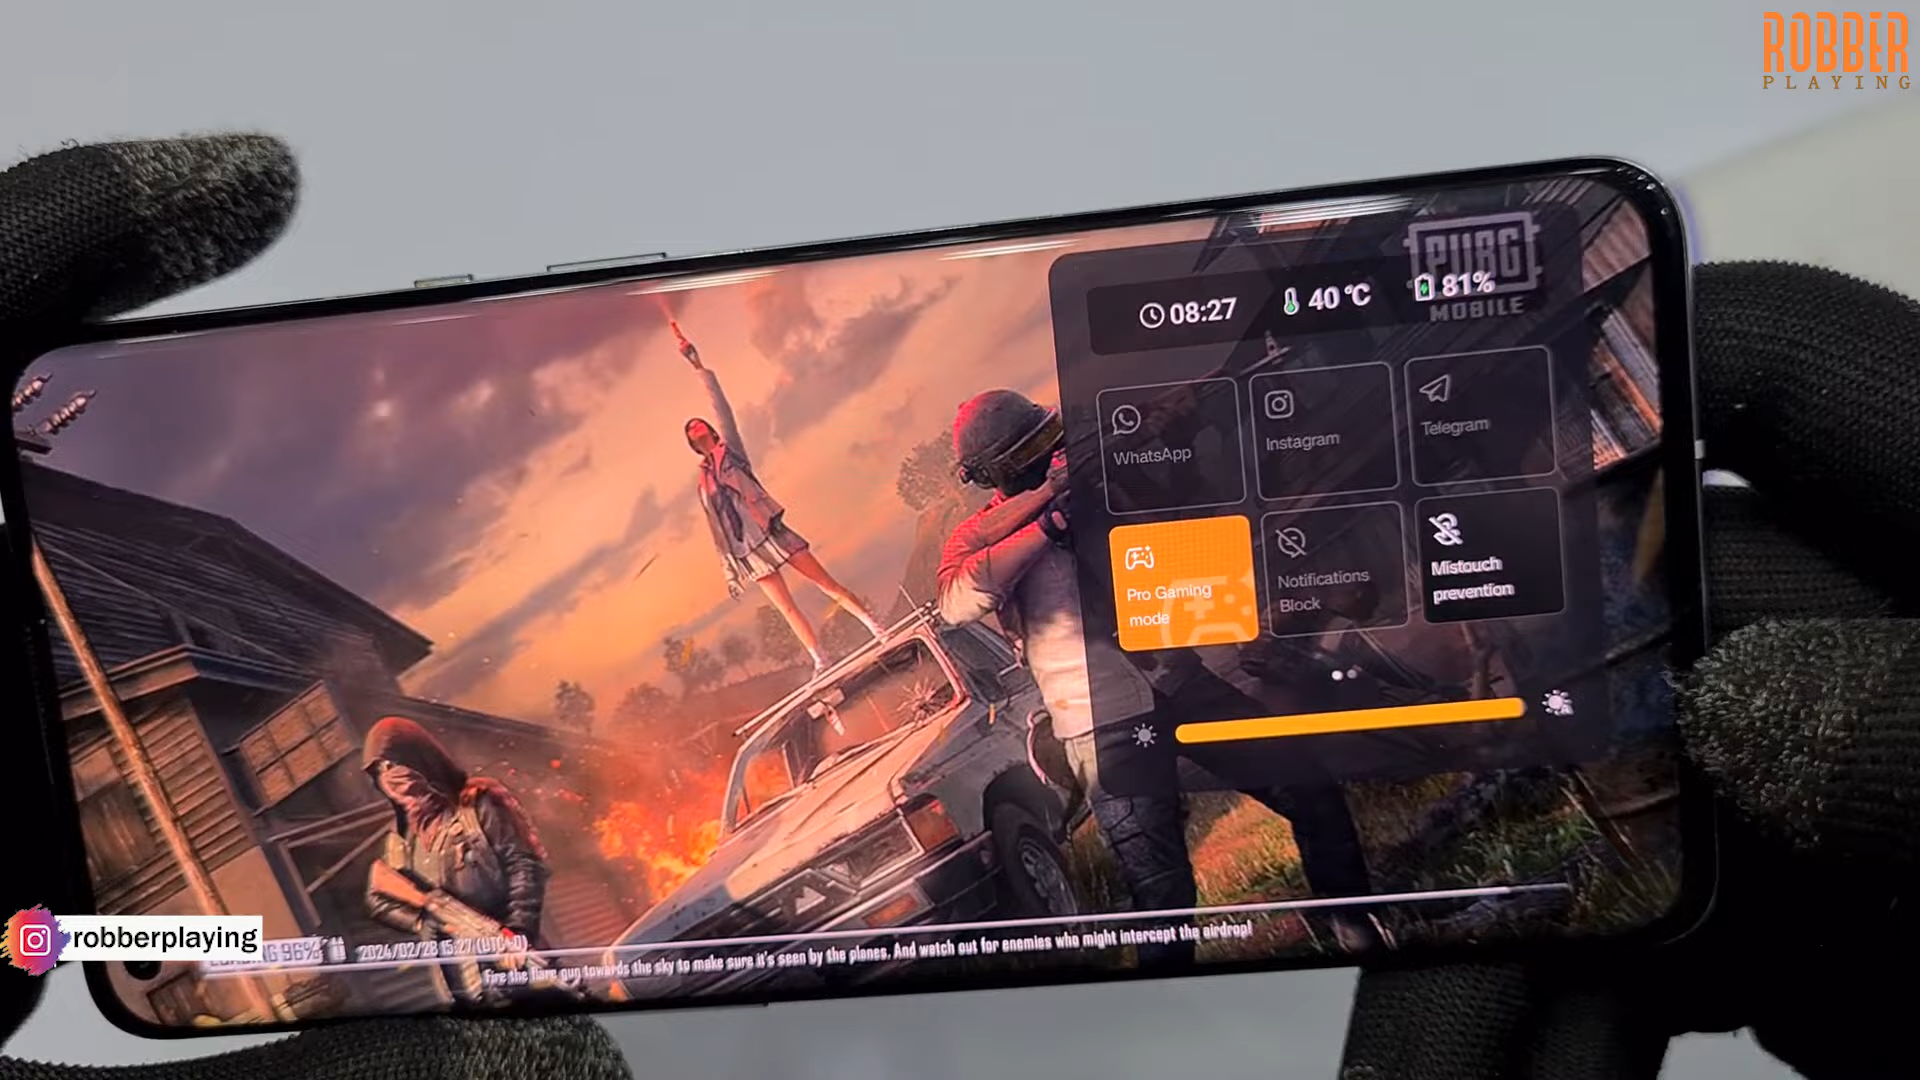 ROBBER
PLAYING
PUBG
MOBILE
08:27
40℃
81%
WhatsApp
Instagram
Telegram
Pro Gaming
mode
Notifications
Block
Mistouch
prevention
robberplaying
96%
2024/02/28 15:27 (UTC+0)
Fire the flare gun towards the sky to make sure it's seen by the planes. And watch out for enemies who might intercept the airdrop!